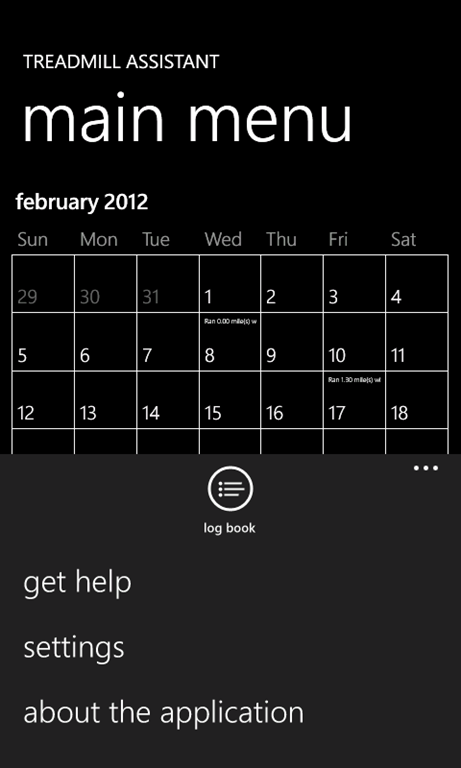 TREADMILL ASSISTANT
main menu
february 2012
Sun Mon Tue Wed Thu Fri Sat
29 30 31 1 2 3 4
Ran 0.00 mile(s) w
5 6 7 8 9 10 11
Ran 1.30 mile(s) wi
12 13 14 15 16 17 18
log book
get help
settings
about the application